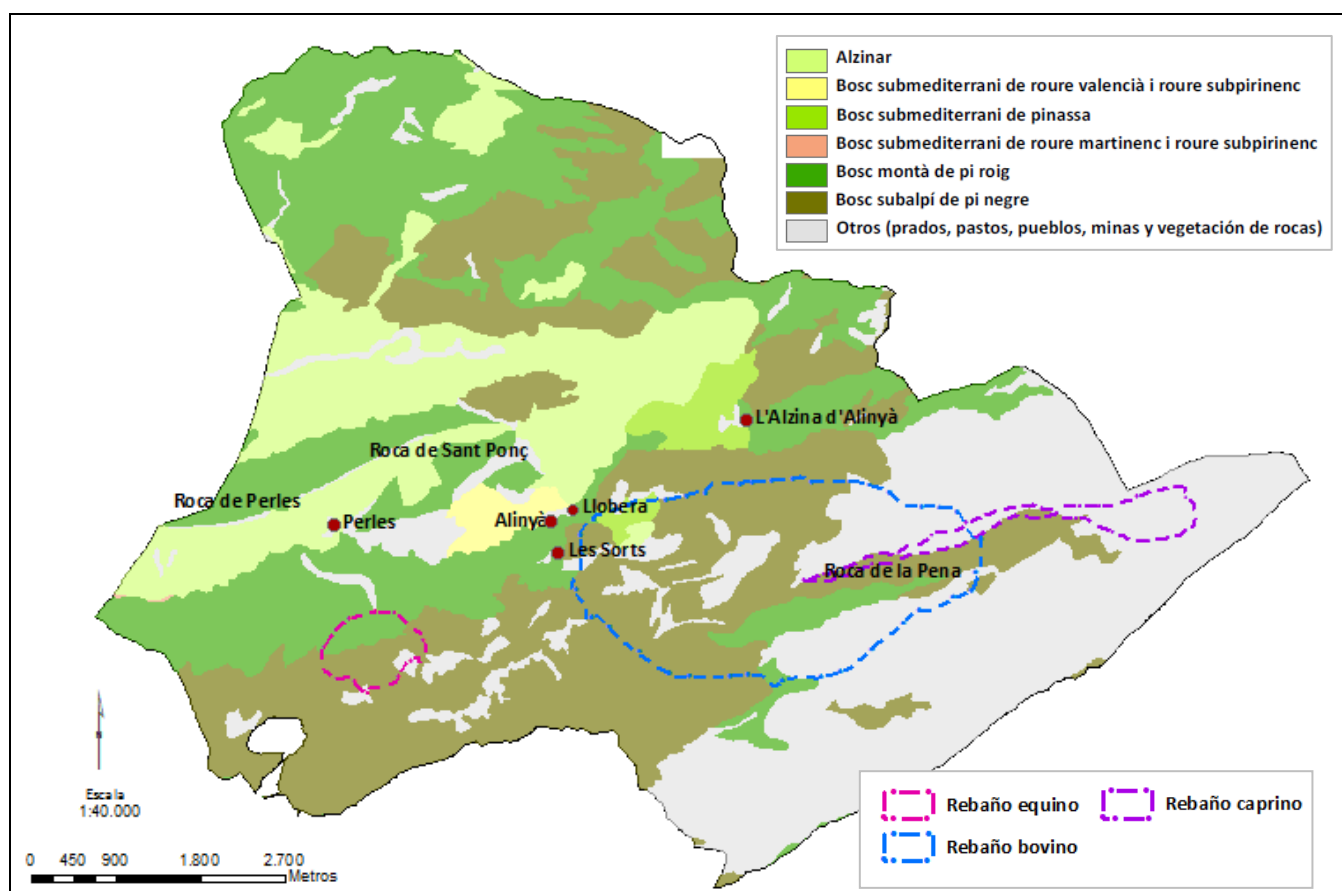 Alzinar
Bosc submediterrani de roure valencià i roure subpirinenc
Bosc submediterrani de pinassa
Bosc submediterrani de roure martinenc i roure subpirinenc
Bosc montà de pi roig
Bosc subalpí de pi negre
Otros (prados, pastos, pueblos, minas y vegetación de rocas)
L'Alzina d'Alinyà
Roca de Sant Ponç
Roca de Perles
Perles
Llobera
Alinyà
Les Sorts
Roca de la Pena
N
Escala
1:40.000
0 450 900 1.800 2.700
Metros
Rebaño equino
Rebaño caprino
Rebaño bovino